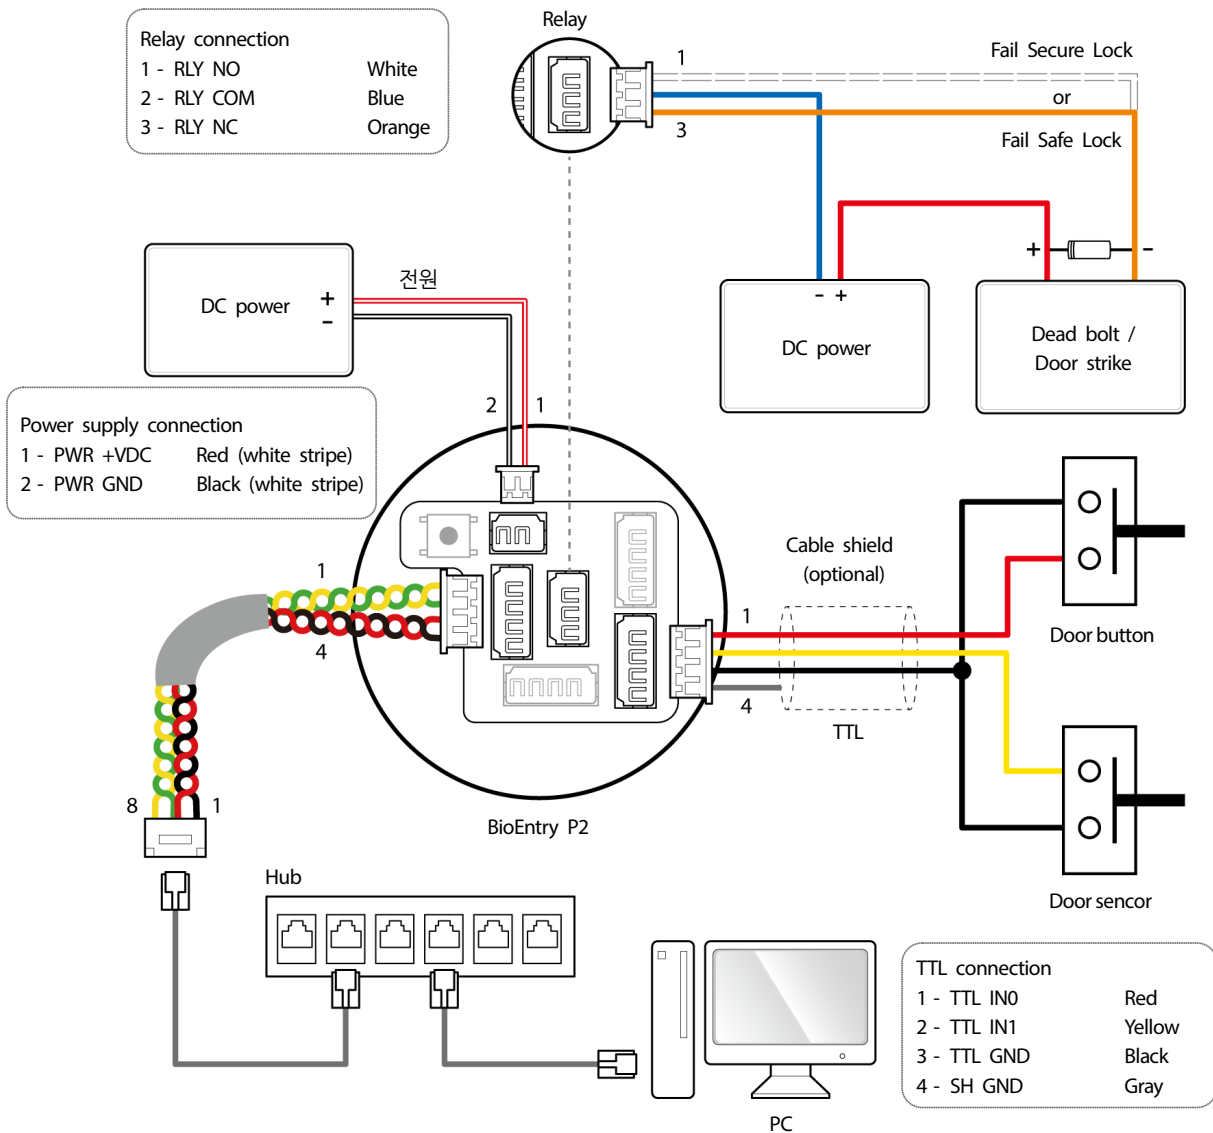 Relay
Relay connection
1 - RLY NO White
2 - RLY COM Blue
3 - RLY NC Orange
1
3
Fail Secure Lock
or
Fail Safe Lock
DC power
+
-
전원
- +
DC power
+ -
Dead bolt /
Door strike
Power supply connection
1 - PWR +VDC Red (white stripe)
2 - PWR GND Black (white stripe)
2 1
1
4
Cable shield
(optional)
1
4
TTL
Door button
Door sencor
BioEntry P2
8 1
Hub
PC
TTL connection
1 - TTL IN0 Red
2 - TTL IN1 Yellow
3 - TTL GND Black
4 - SH GND Gray